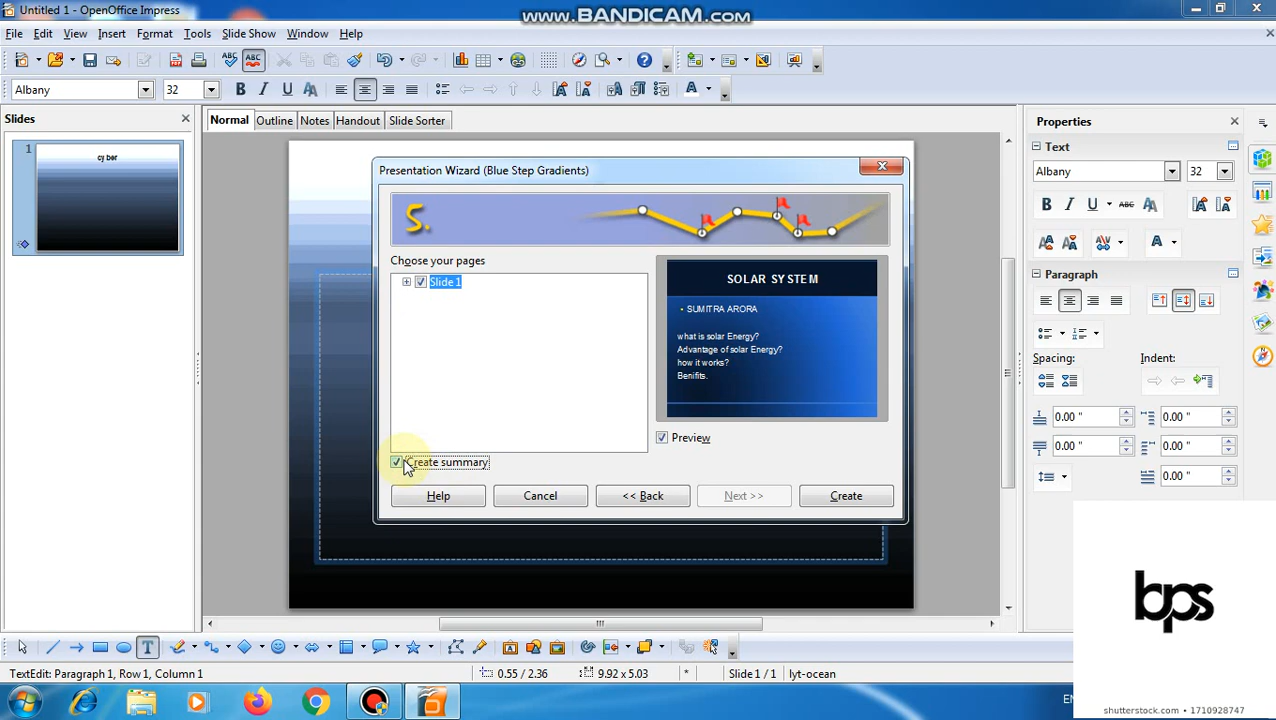 Untitled 1 - OpenOffice Impress
www.BANDICAM.com
File Edit View Insert Format Tools Slide Show Window Help
Albany 32
Slides
Normal Outline Notes Handout Slide Sorter
1
cy ber
Presentation Wizard (Blue Step Gradients)
5.
Choose your pages
Slide 1
SOLAR SYSTEM
• SUMITRA ARORA
what is solar Energy?
Advantage of solar Energy?
how it works?
Benifits.
Preview
Create summary
Help Cancel << Back Next >> Create
Properties
Text
Albany 32
Paragraph
Spacing: Indent:
0.00 " 0.00 "
0.00 " 0.00 "
0.00 "
bps
TextEdit: Paragraph 1, Row 1, Column 1 0.55 / 2.36 9.92 x 5.03 * Slide 1 / 1 lyt-ocean
shutterstock.com • 1710928747